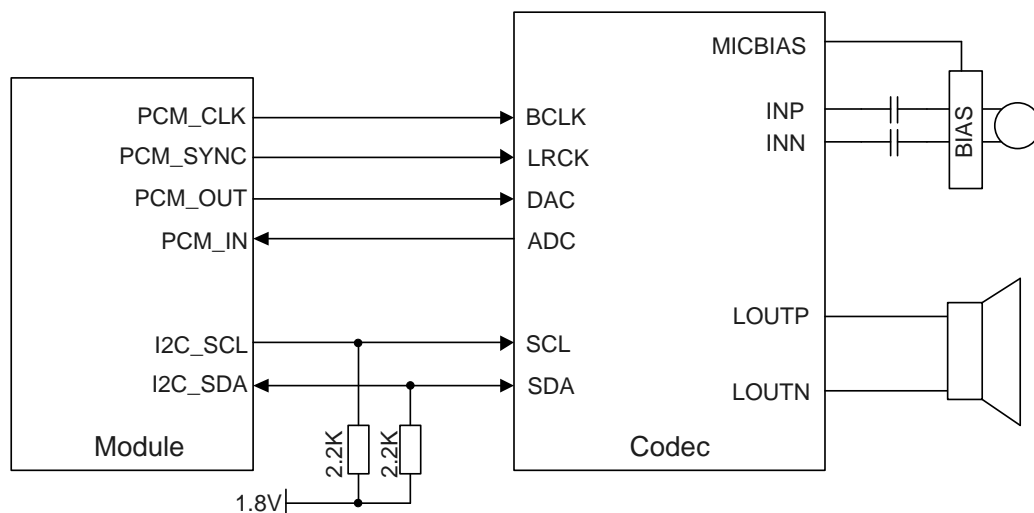 MICBIAS
PCM_CLK
BCLK
INP
PCM_SYNC
LRCK
INN
BIAS
PCM_OUT
DAC
PCM_IN
ADC
LOUTP
I2C_SCL
SCL
I2C_SDA
SDA
LOUTN
Module
2.2K
2.2K
Codec
1.8V